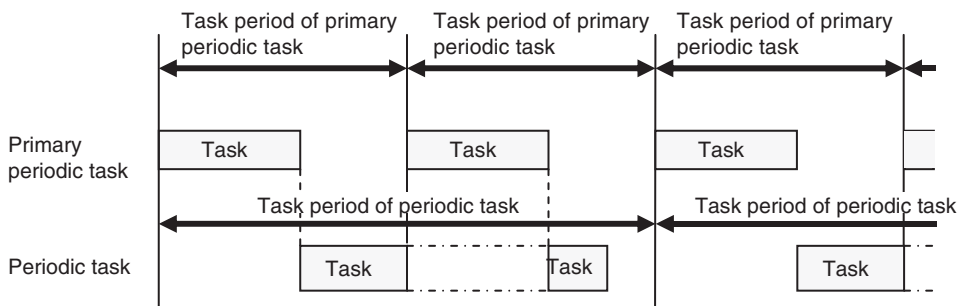 Task period of primary
periodic task
Task period of primary
periodic task
Task period of primary
periodic task
Primary
periodic task
Task
Task
Task
Task period of periodic task
Task period of periodic task
Periodic task
Task
Task
Task